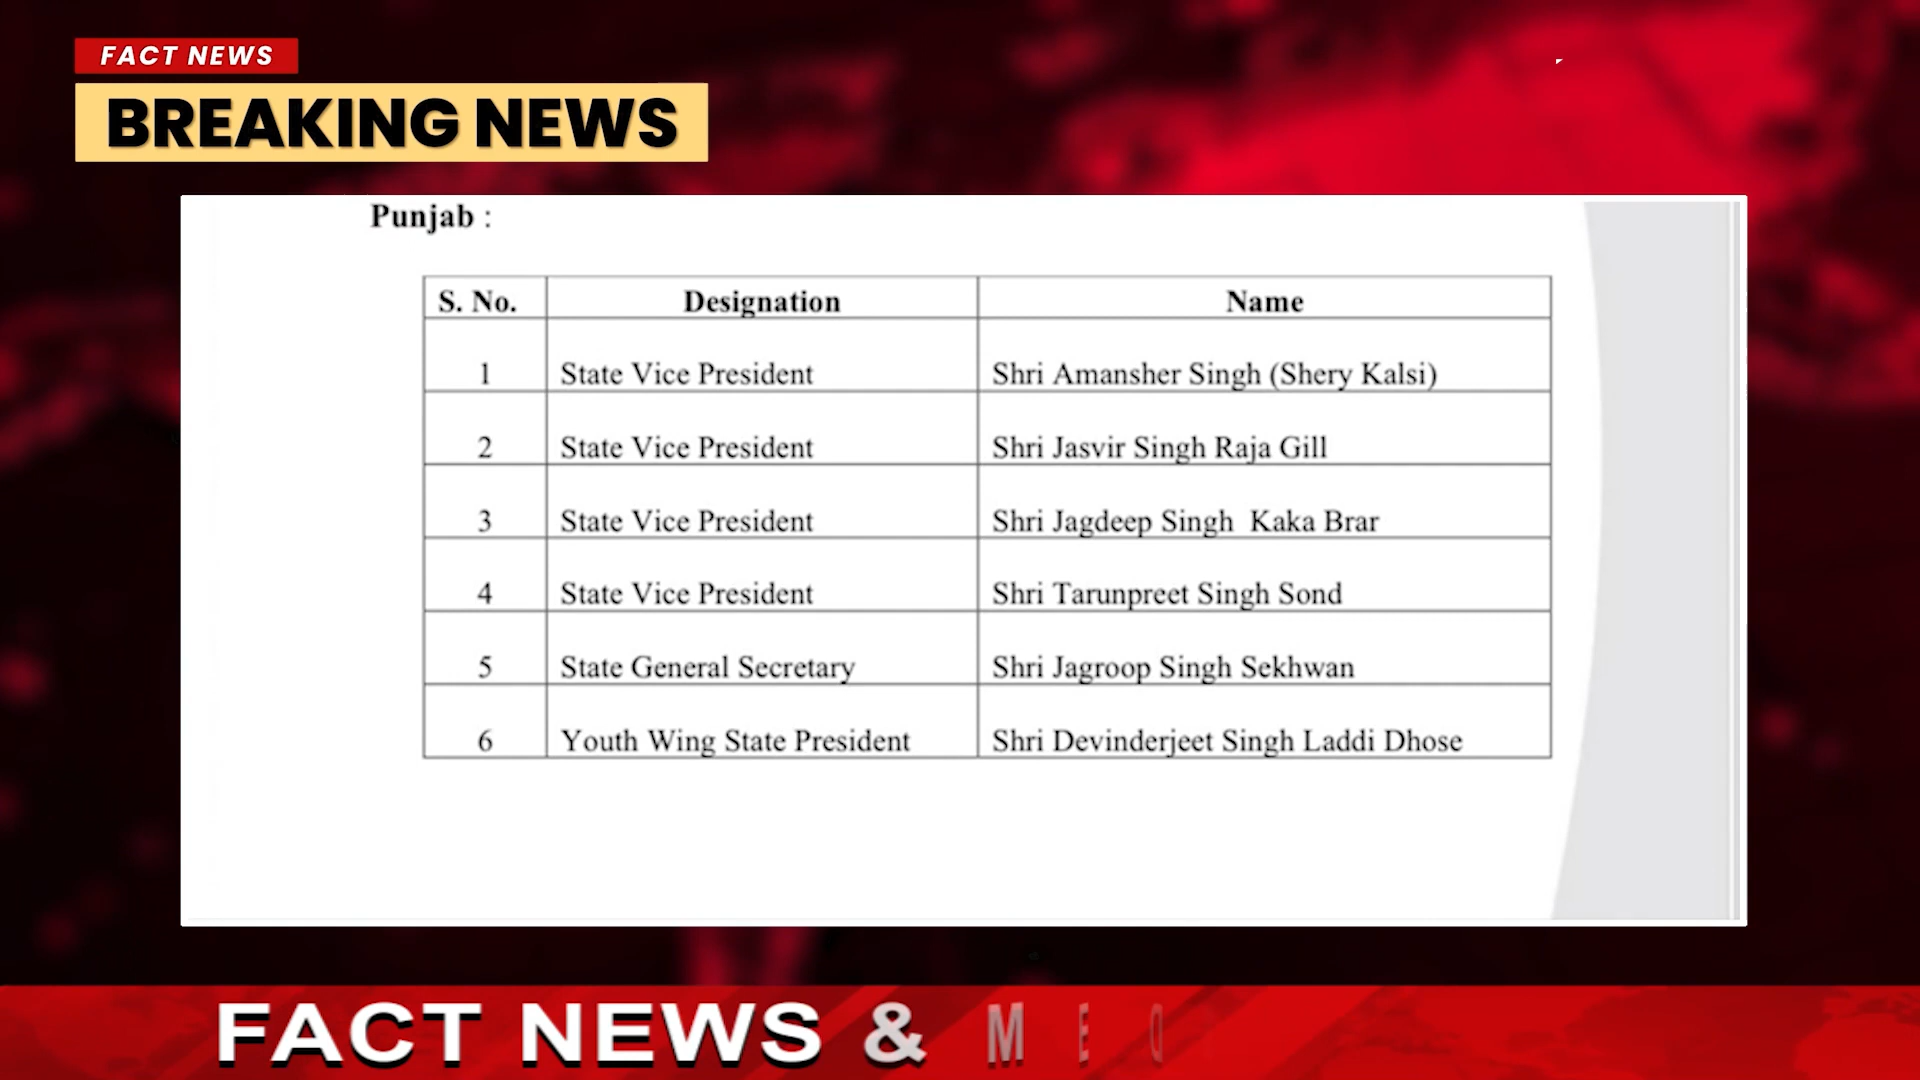 FACT NEWS
BREAKING NEWS
Punjab :
S. No. Designation Name
1 State Vice President Shri Amansher Singh (Shery Kalsi)
2 State Vice President Shri Jasvir Singh Raja Gill
3 State Vice President Shri Jagdeep Singh Kaka Brar
4 State Vice President Shri Tarunpreet Singh Sond
5 State General Secretary Shri Jagroop Singh Sekhwan
6 Youth Wing State President Shri Devinderjeet Singh Laddi Dhose
FACT NEWS & M E